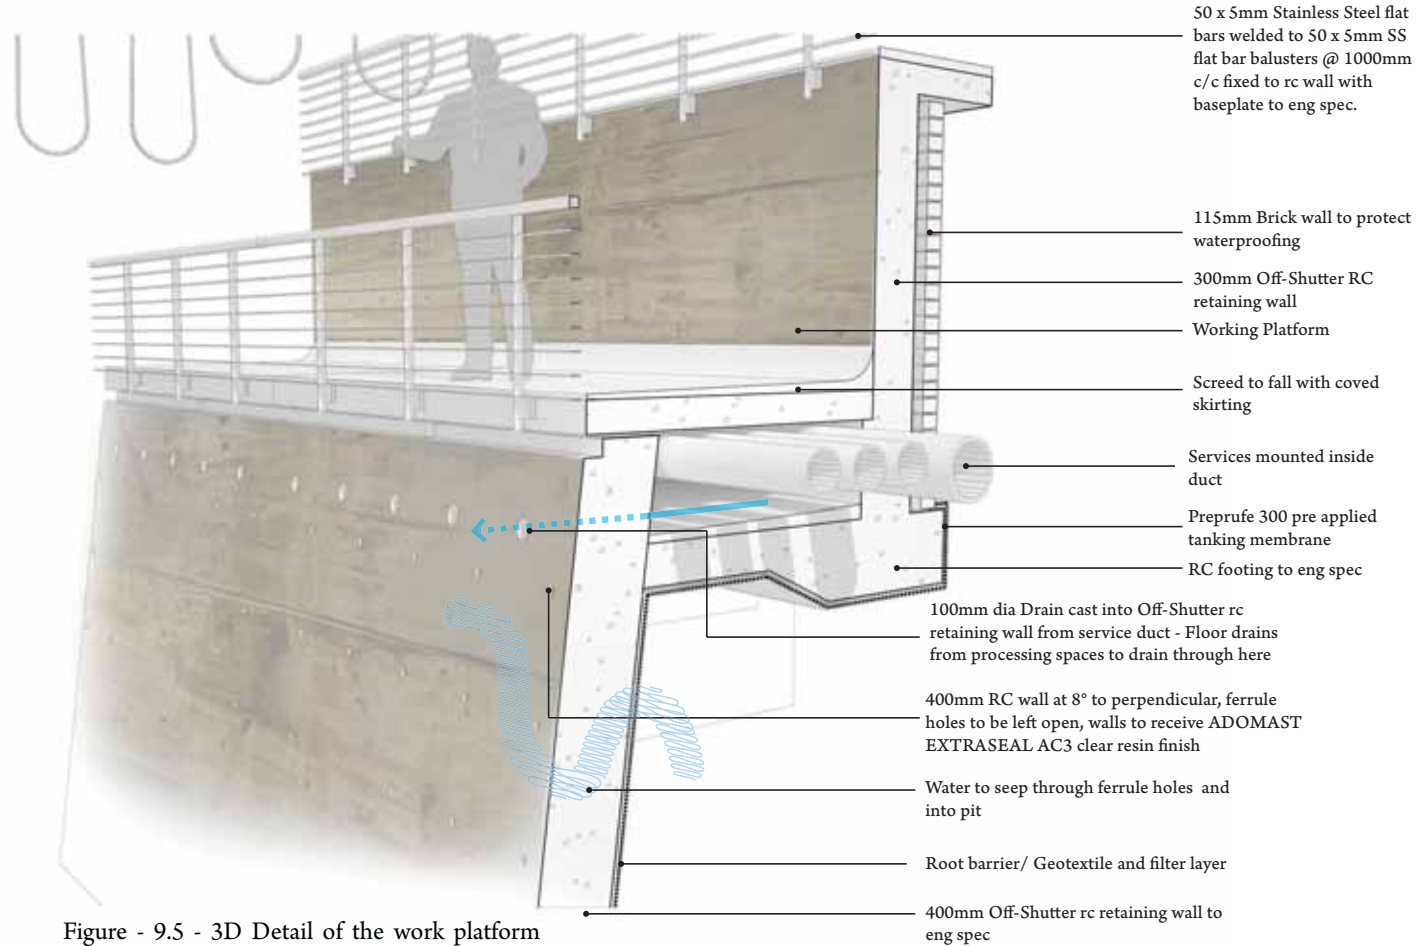 50 x 5mm Stainless Steel flat
bars welded to 50 x 5mm SS
flat bar balusters @ 1000mm
c/c fixed to rc wall with
baseplate to eng spec.
115mm Brick wall to protect
waterproofing
300mm Off-Shutter RC
retaining wall
Working Platform
Screed to fall with coved
skirting
Services mounted inside
duct
Preprufe 300 pre applied
tanking membrane
RC footing to eng spec
100mm dia Drain cast into Off-Shutter rc
retaining wall from service duct - Floor drains
from processing spaces to drain through here
400mm RC wall at 8° to perpendicular, ferrule
holes to be left open, walls to receive ADOMAST
EXTRASEAL AC3 clear resin finish
Water to seep through ferrule holes and
into pit
Root barrier/ Geotextile and filter layer
400mm Off-Shutter rc retaining wall to
eng spec
Figure - 9.5 - 3D Detail of the work platform